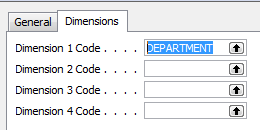 General Dimensions
Dimension 1 Code . . . . DEPARTMENT
Dimension 2 Code . . . .
Dimension 3 Code . . . .
Dimension 4 Code . . . .